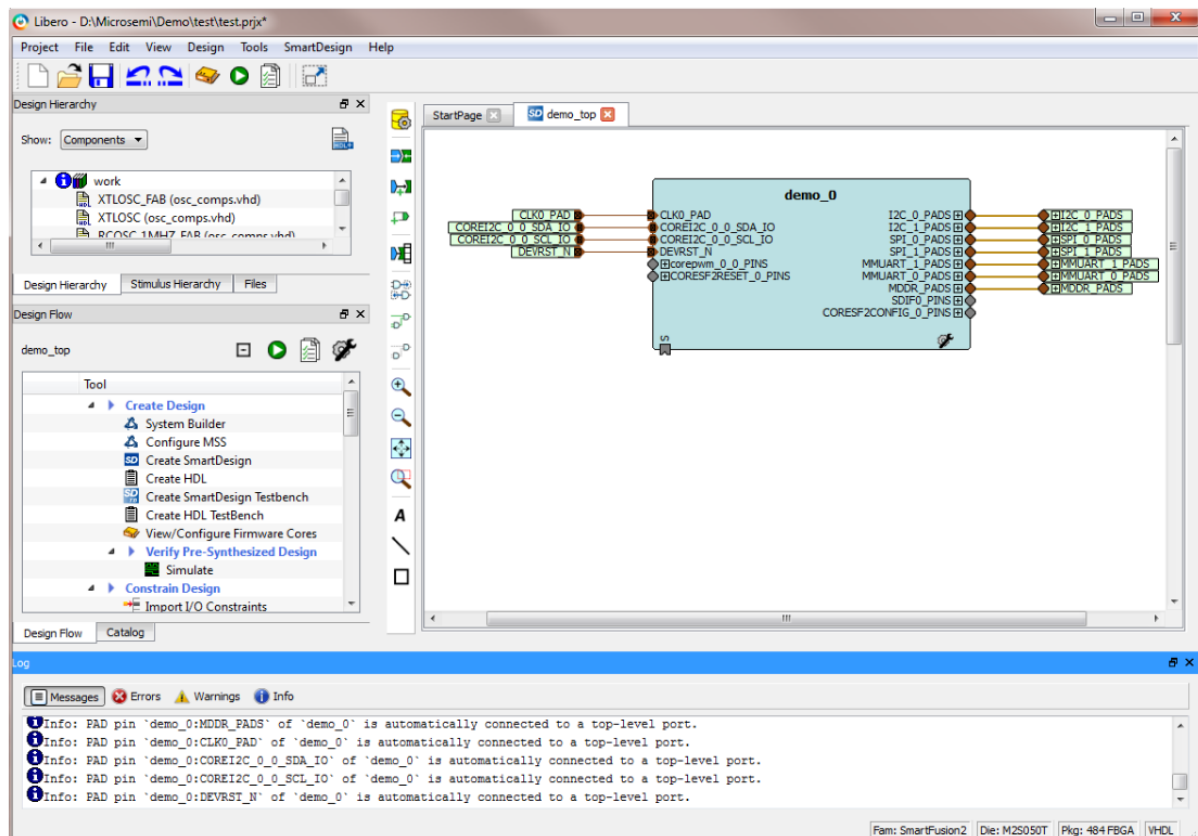 Libero - D:\Microsemi\Demo\test\test.prjx*
Project File Edit View Design Tools SmartDesign Help
Design Hierarchy
Show: Components
HDL+
work
XTLOSC_FAB (osc_comps.vhd)
XTLOSC (osc_comps.vhd)
RCOSC_1MHZ_FAB (osc_comps.vhd)
Design Hierarchy Stimulus Hierarchy Files
Design Flow
demo_top
Tool
Create Design
System Builder
Configure MSS
SD Create SmartDesign
Create HDL
SD Create SmartDesign Testbench
Create HDL TestBench
View/Configure Firmware Cores
Verify Pre-Synthesized Design
Simulate
Constrain Design
Import I/O Constraints
Design Flow Catalog
A
StartPage SD demo_top
demo_0
CLK0_PAD CLK0_PAD I2C_0_PADS I2C_0_PADS
COREI2C_0_0_SDA_IO COREI2C_0_0_SDA_IO I2C_1_PADS I2C_1_PADS
COREI2C_0_0_SCL_IO COREI2C_0_0_SCL_IO SPI_0_PADS SPI_0_PADS
DEVRST_N DEVRST_N SPI_1_PADS SPI_1_PADS
corepwm_0_0_PINS MMUART_1_PADS MMUART_1_PADS
CORESF2RESET_0_PINS MMUART_0_PADS MMUART_0_PADS
MDDR_PADS MDDR_PADS
SDIF0_PINS
CORESF2CONFIG_0_PINS
S
Log
Messages Errors Warnings Info
Info: PAD pin `demo_0:MDDR_PADS` of `demo_0` is automatically connected to a top-level port.
Info: PAD pin `demo_0:CLK0_PAD` of `demo_0` is automatically connected to a top-level port.
Info: PAD pin `demo_0:COREI2C_0_0_SDA_IO` of `demo_0` is automatically connected to a top-level port.
Info: PAD pin `demo_0:COREI2C_0_0_SCL_IO` of `demo_0` is automatically connected to a top-level port.
Info: PAD pin `demo_0:DEVRST_N` of `demo_0` is automatically connected to a top-level port.
Fam: SmartFusion2 Die: M2S050T Pkg: 484 FBGA VHDL